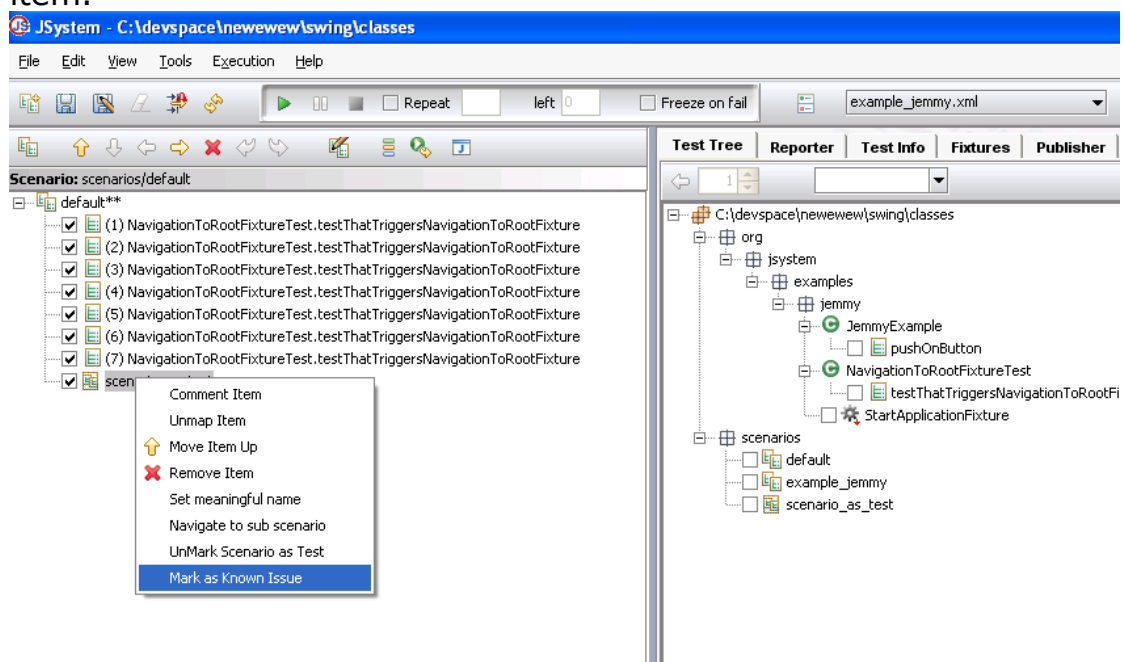 item.
JSystem - C:\devspace\newewew\swing\classes
File Edit View Tools Execution Help
Repeat left 0 Freeze on fail example_jemmy.xml
Test Tree Reporter Test Info Fixtures Publisher
Scenario: scenarios/default
1
default**
(1) NavigationToRootFixtureTest.testThatTriggersNavigationToRootFixture
(2) NavigationToRootFixtureTest.testThatTriggersNavigationToRootFixture
(3) NavigationToRootFixtureTest.testThatTriggersNavigationToRootFixture
(4) NavigationToRootFixtureTest.testThatTriggersNavigationToRootFixture
(5) NavigationToRootFixtureTest.testThatTriggersNavigationToRootFixture
(6) NavigationToRootFixtureTest.testThatTriggersNavigationToRootFixture
(7) NavigationToRootFixtureTest.testThatTriggersNavigationToRootFixture
scen
Comment Item
Unmap Item
Move Item Up
Remove Item
Set meaningful name
Navigate to sub scenario
UnMark Scenario as Test
Mark as Known Issue
C:\devspace\newewew\swing\classes
org
jsystem
examples
jemmy
JemmyExample
pushOnButton
NavigationToRootFixtureTest
testThatTriggersNavigationToRootFi
StartApplicationFixture
scenarios
default
example_jemmy
scenario_as_test